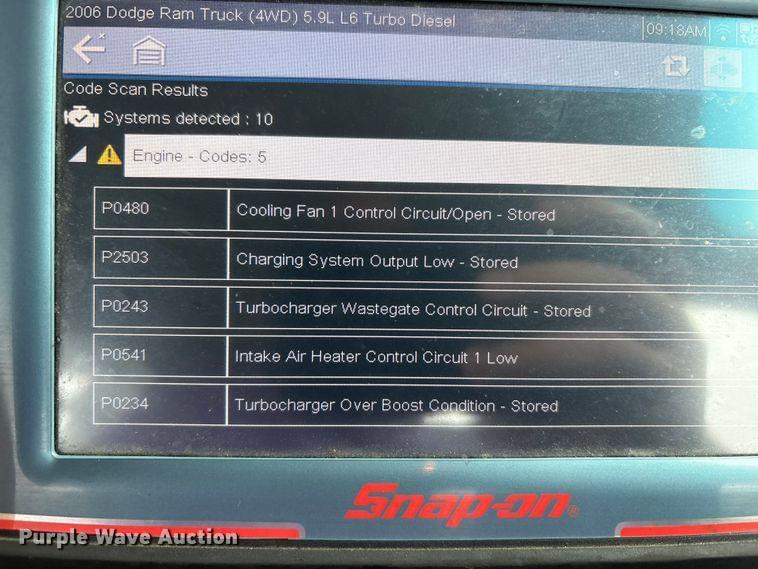 2006 Dodge Ram Truck (4WD) 5.9L L6 Turbo Diesel
09:18AM
Code Scan Results
Systems detected : 10
Engine - Codes: 5
P0480 Cooling Fan 1 Control Circuit/Open - Stored
P2503 Charging System Output Low - Stored
P0243 Turbocharger Wastegate Control Circuit - Stored
P0541 Intake Air Heater Control Circuit 1 Low
P0234 Turbocharger Over Boost Condition - Stored
Snap-on®
Purple Wave Auction